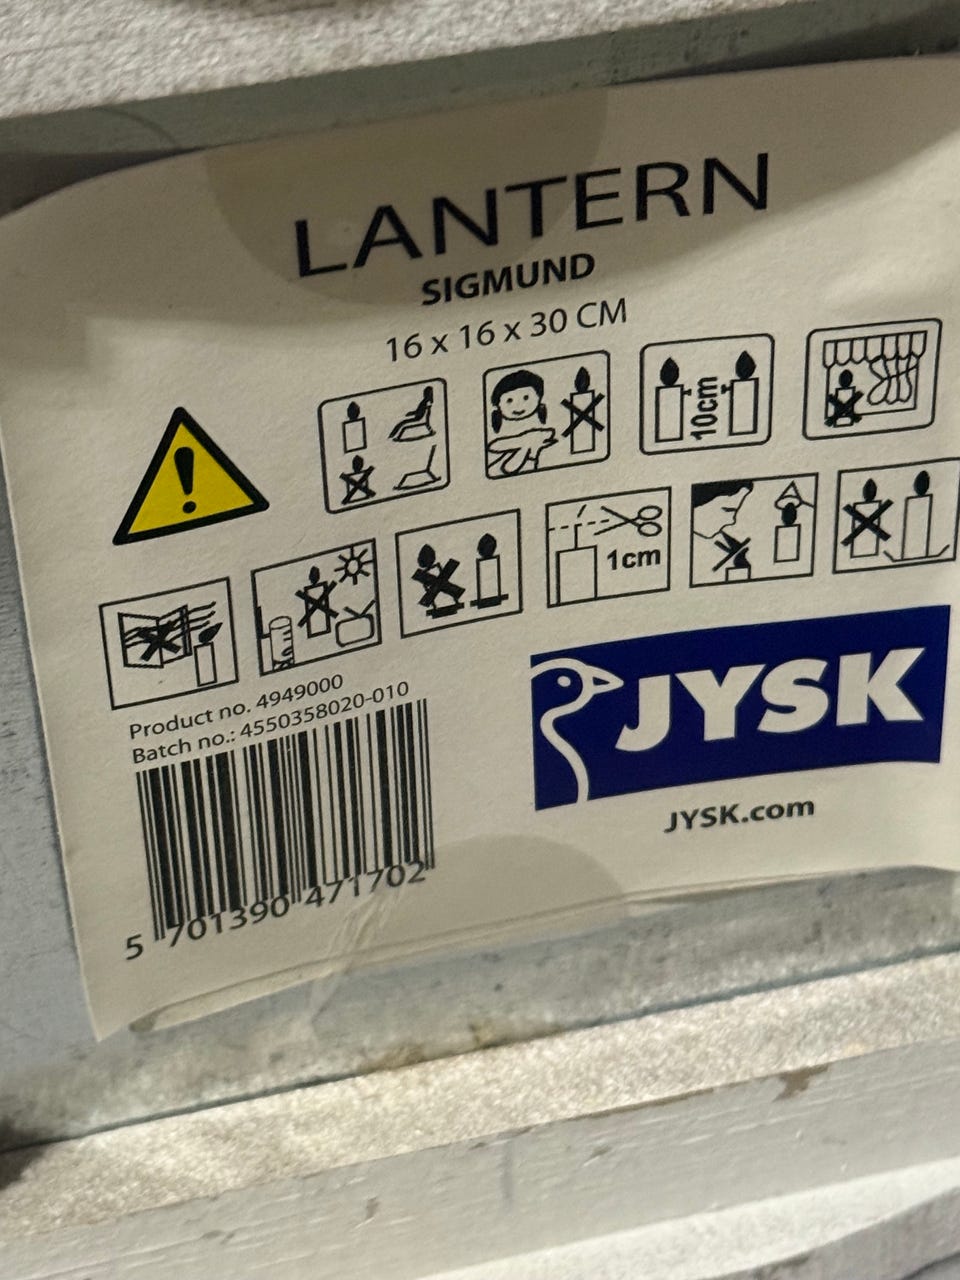 LANTERN
SIGMUND
16 x 16 x 30 CM
10cm
1cm
Product no. 4949000
Batch no.: 4550358020-010
5 701390 471702
JYSK
JYSK.com